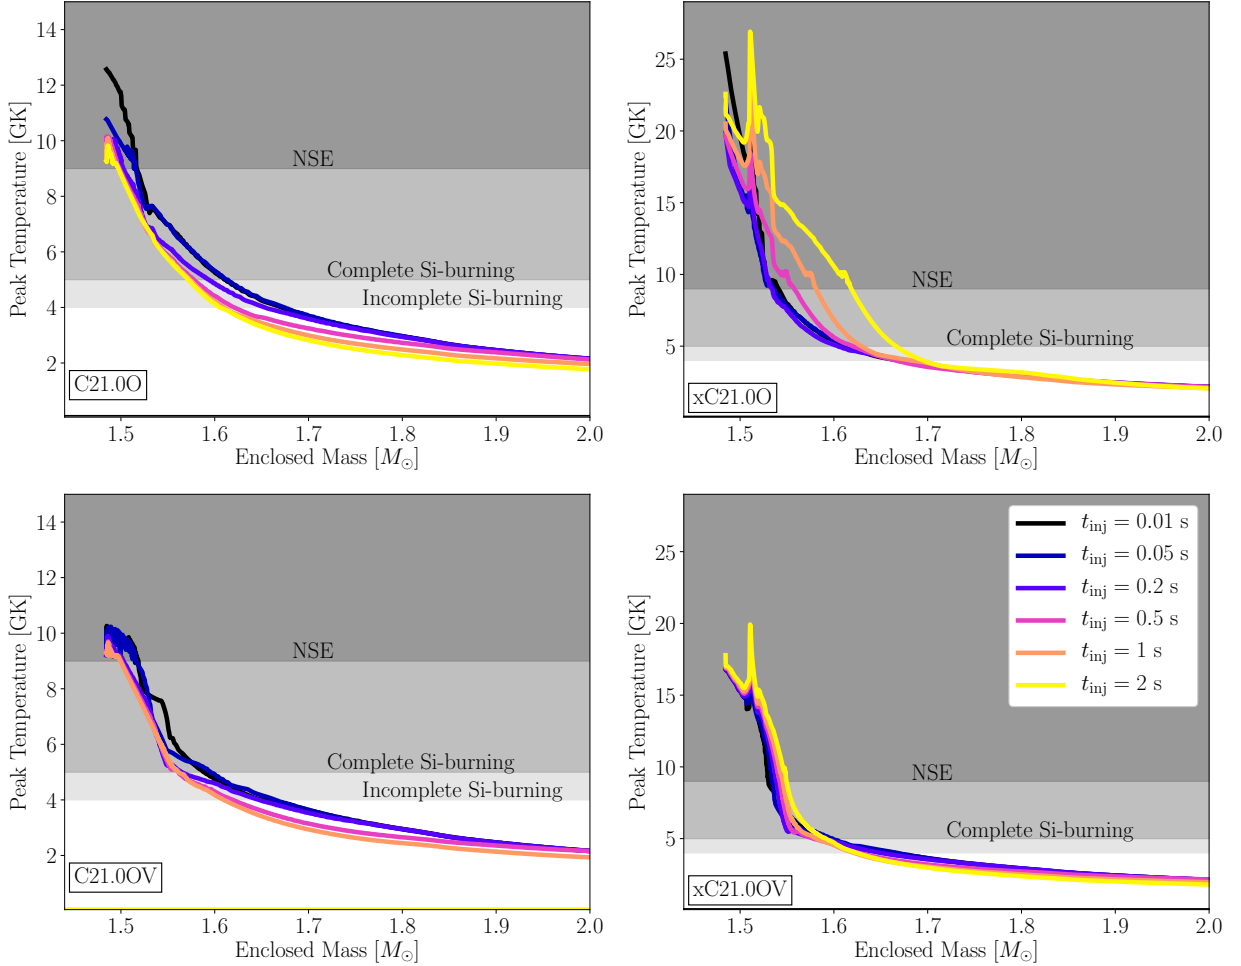 14
12
10
8
6
4
2
Peak Temperature [GK]
NSE
Complete Si-burning
Incomplete Si-burning
C21.0O
1.5 1.6 1.7 1.8 1.9 2.0
Enclosed Mass [M⊙]
25
20
15
10
5
Peak Temperature [GK]
NSE
Complete Si-burning
xC21.0O
1.5 1.6 1.7 1.8 1.9 2.0
Enclosed Mass [M⊙]
14
12
10
8
6
4
2
Peak Temperature [GK]
NSE
Complete Si-burning
Incomplete Si-burning
C21.0OV
1.5 1.6 1.7 1.8 1.9 2.0
Enclosed Mass [M⊙]
25
20
15
10
5
Peak Temperature [GK]
t_inj = 0.01 s
t_inj = 0.05 s
t_inj = 0.2 s
t_inj = 0.5 s
t_inj = 1 s
t_inj = 2 s
NSE
Complete Si-burning
xC21.0OV
1.5 1.6 1.7 1.8 1.9 2.0
Enclosed Mass [M⊙]